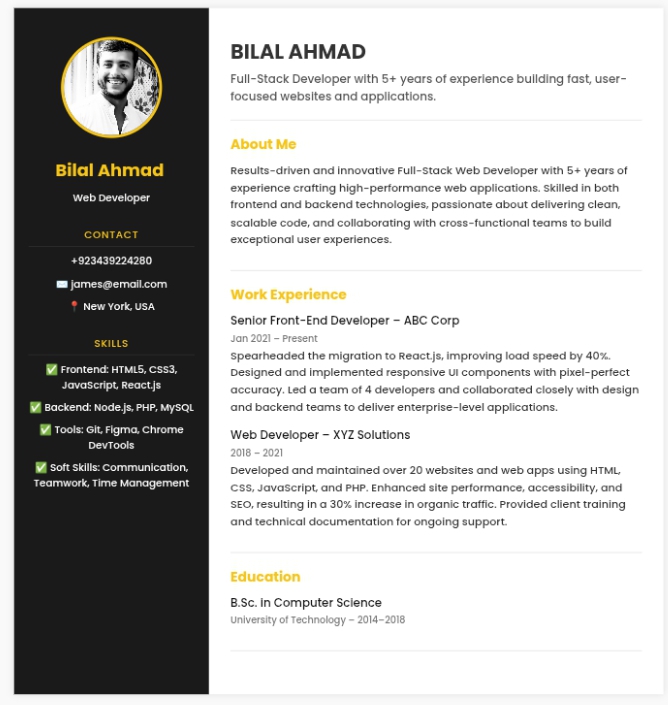 Bilal Ahmad
Web Developer
CONTACT
+923439224280
✉️ james@email.com
📍 New York, USA
SKILLS
✅ Frontend: HTML5, CSS3,
JavaScript, React.js
✅ Backend: Node.js, PHP, MySQL
✅ Tools: Git, Figma, Chrome
DevTools
✅ Soft Skills: Communication,
Teamwork, Time Management
BILAL AHMAD
Full-Stack Developer with 5+ years of experience building fast, user-
focused websites and applications.
About Me
Results-driven and innovative Full-Stack Web Developer with 5+ years of
experience crafting high-performance web applications. Skilled in both
frontend and backend technologies, passionate about delivering clean,
scalable code, and collaborating with cross-functional teams to build
exceptional user experiences.
Work Experience
Senior Front-End Developer – ABC Corp
Jan 2021 – Present
Spearheaded the migration to React.js, improving load speed by 40%.
Designed and implemented responsive UI components with pixel-perfect
accuracy. Led a team of 4 developers and collaborated closely with design
and backend teams to deliver enterprise-level applications.
Web Developer – XYZ Solutions
2018 – 2021
Developed and maintained over 20 websites and web apps using HTML,
CSS, JavaScript, and PHP. Enhanced site performance, accessibility, and
SEO, resulting in a 30% increase in organic traffic. Provided client training
and technical documentation for ongoing support.
Education
B.Sc. in Computer Science
University of Technology – 2014–2018